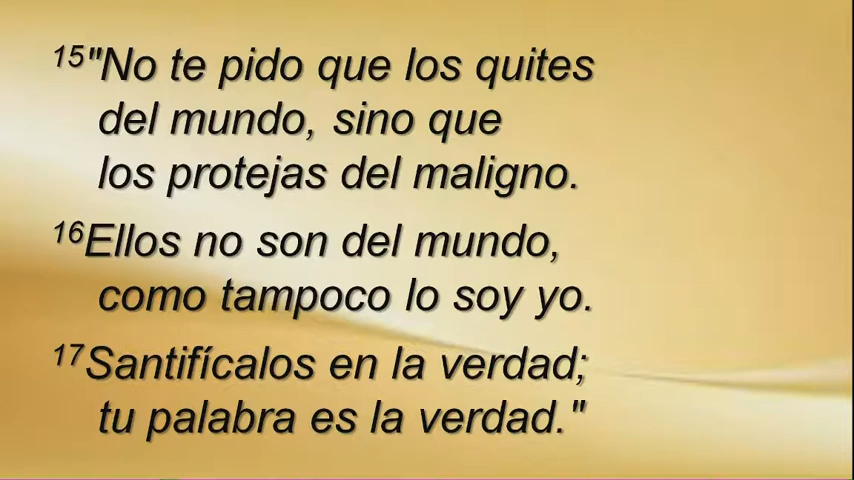 15"No te pido que los quites
del mundo, sino que
los protejas del maligno.
16Ellos no son del mundo,
como tampoco lo soy yo.
17Santifícalos en la verdad;
tu palabra es la verdad."